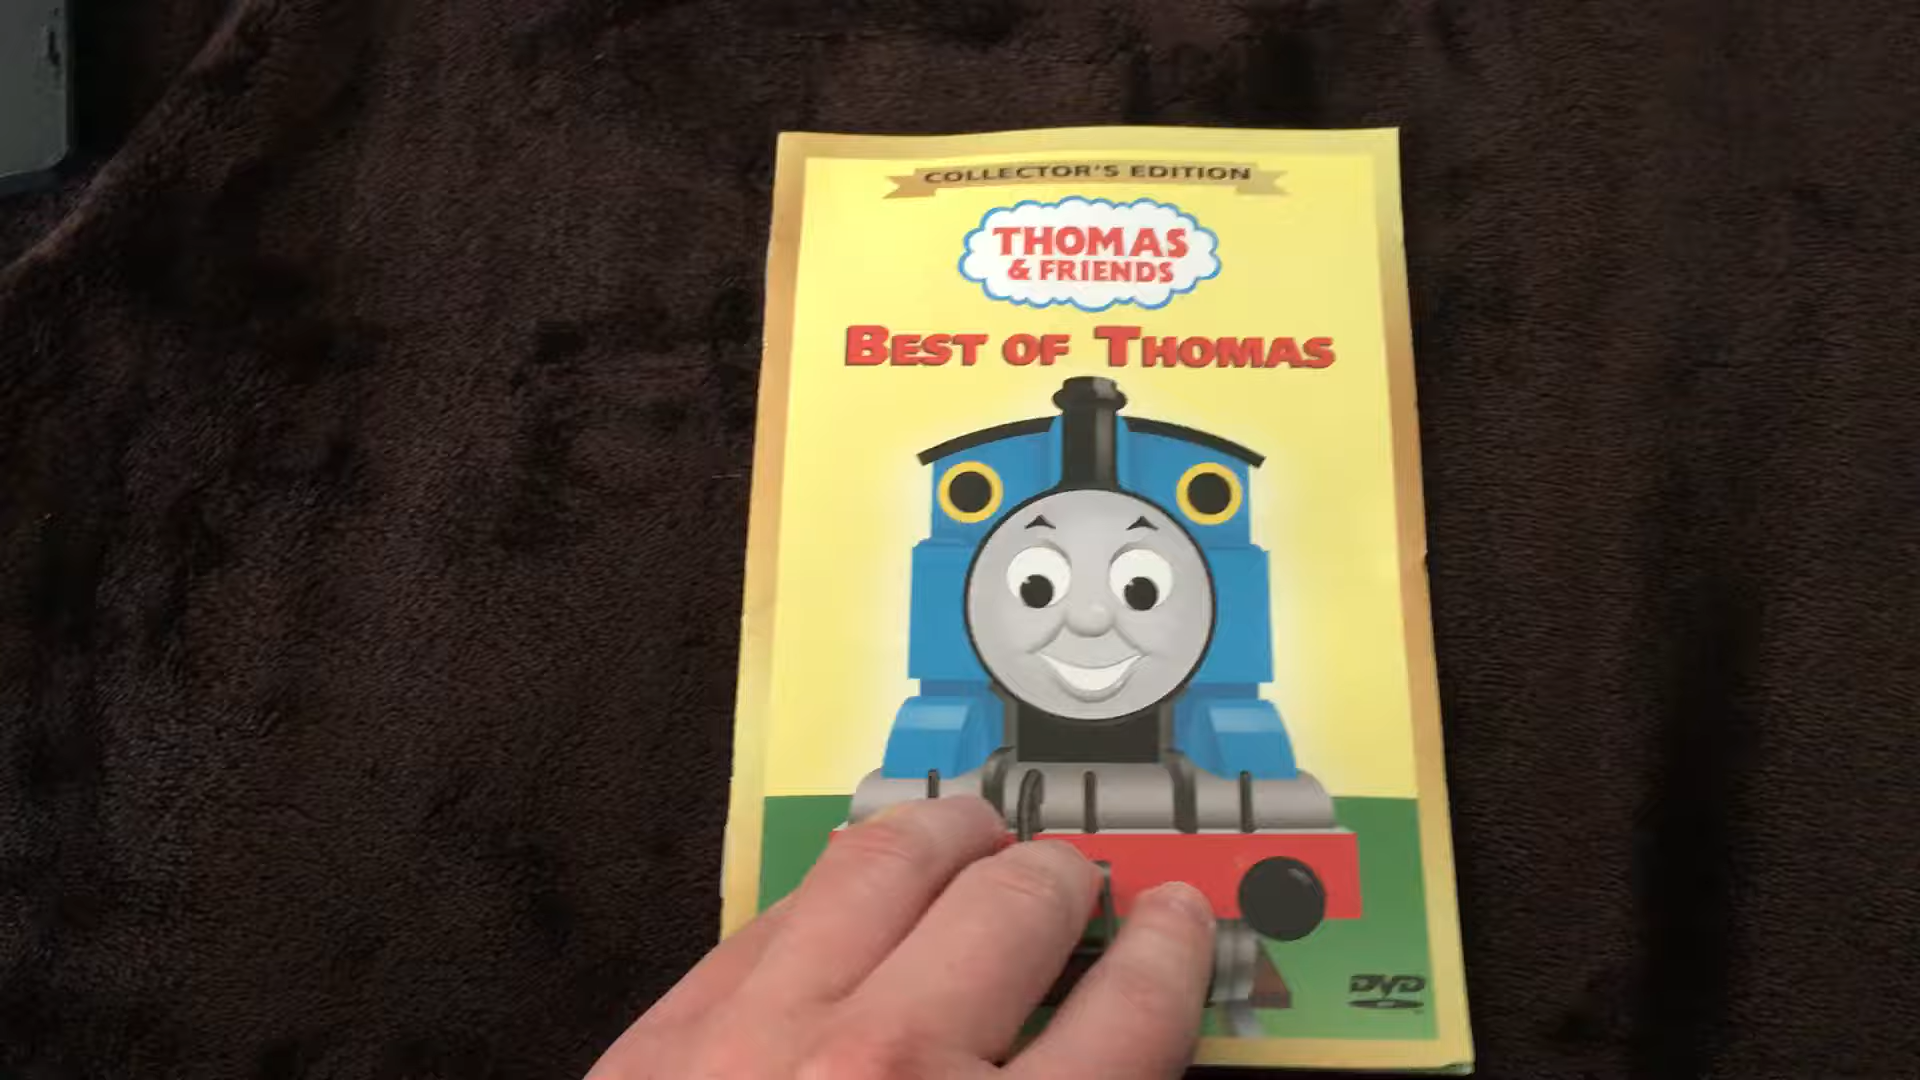 COLLECTOR'S EDITION
THOMAS
& FRIENDS
BEST OF THOMAS
DVD